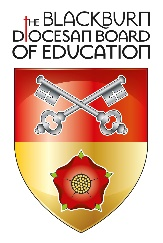 THE BLACKBURN
DIOCESAN BOARD
OF EDUCATION